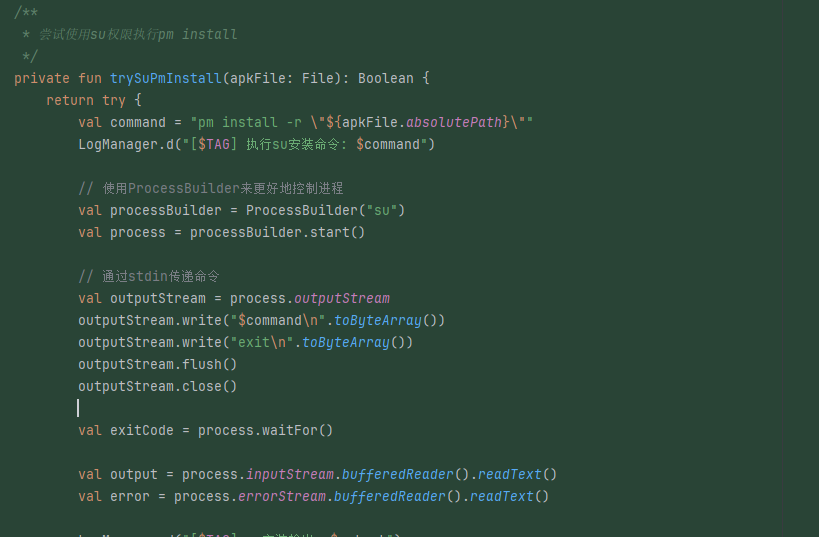 /**
 * 尝试使用su权限执行pm install
 */
private fun trySuPmInstall(apkFile: File): Boolean {
    return try {
        val command = "pm install -r \"${apkFile.absolutePath}\""
        LogManager.d("[$TAG] 执行su安装命令: $command")

        // 使用ProcessBuilder来更好地控制进程
        val processBuilder = ProcessBuilder("su")
        val process = processBuilder.start()

        // 通过stdin传递命令
        val outputStream = process.outputStream
        outputStream.write("$command\n".toByteArray())
        outputStream.write("exit\n".toByteArray())
        outputStream.flush()
        outputStream.close()

        val exitCode = process.waitFor()

        val output = process.inputStream.bufferedReader().readText()
        val error = process.errorStream.bufferedReader().readText()